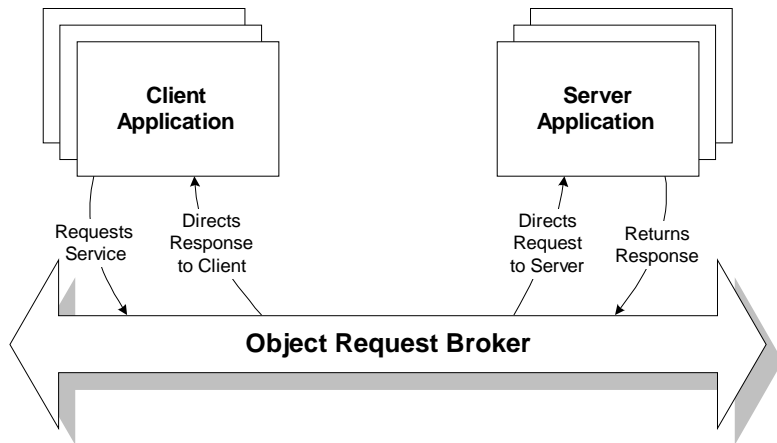 Client
Application
Server
Application
Requests
Service
Directs
Response
to Client
Directs
Request
to Server
Returns
Response
Object Request Broker